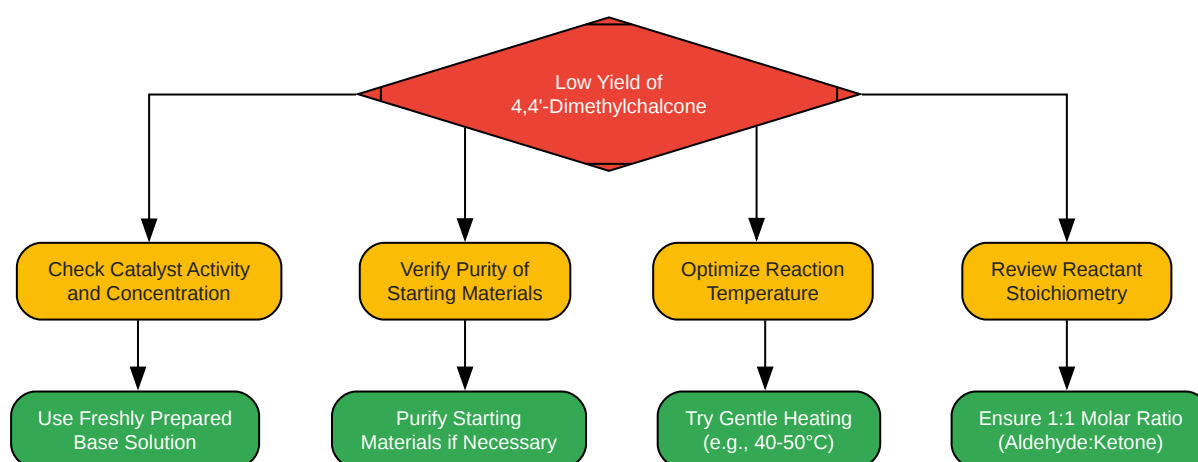 Low Yield of
4,4'-Dimethylchalcone
Check Catalyst Activity
and Concentration
Verify Purity of
Starting Materials
Optimize Reaction
Temperature
Review Reactant
Stoichiometry
Use Freshly Prepared
Base Solution
Purify Starting
Materials if Necessary
Try Gentle Heating
(e.g., 40-50°C)
Ensure 1:1 Molar Ratio
(Aldehyde:Ketone)